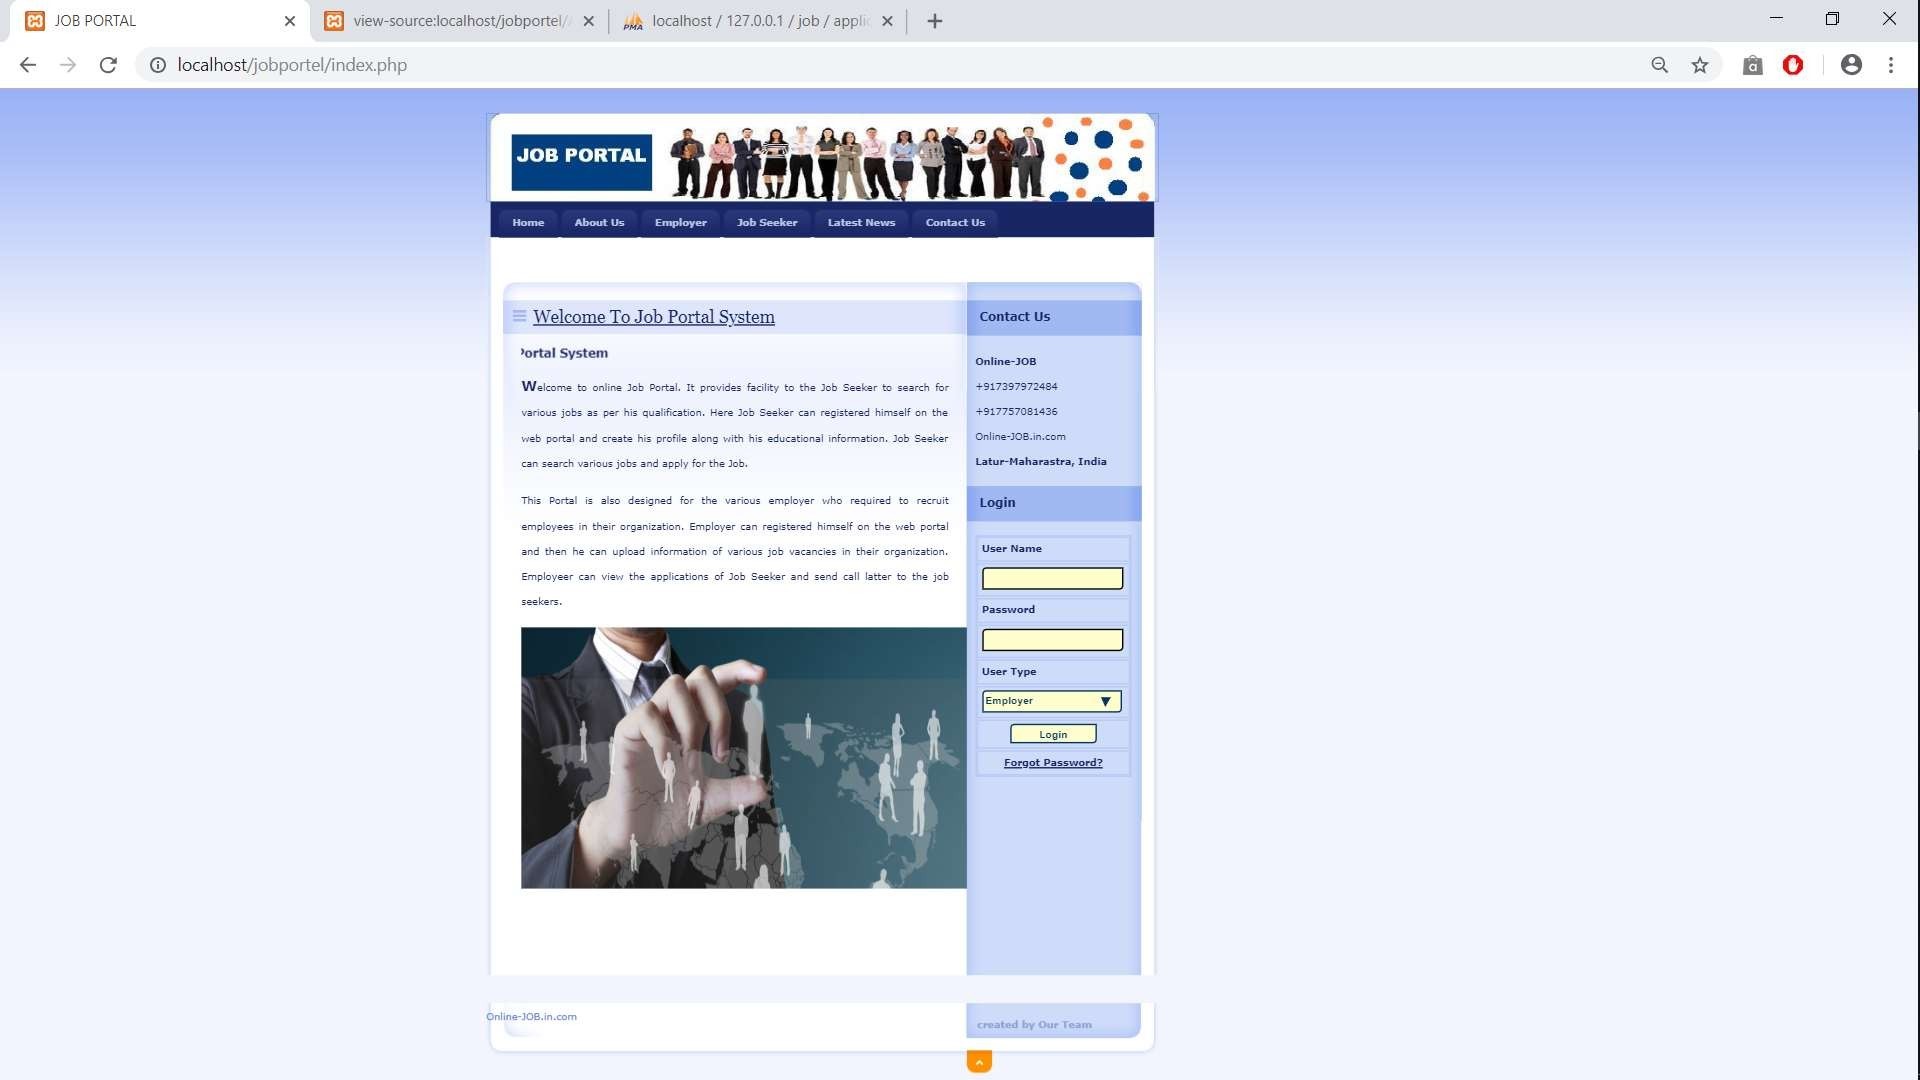 JOB PORTAL
view-source:localhost/jobportel/
localhost / 127.0.0.1 / job / applic
PMA
localhost/jobportel/index.php
JOB PORTAL
Home
About Us
Employer
Job Seeker
Latest News
Contact Us
Welcome To Job Portal System
Portal System
Welcome to online Job Portal. It provides facility to the Job Seeker to search for
various jobs as per his qualification. Here Job Seeker can registered himself on the
web portal and create his profile along with his educational information. Job Seeker
can search various jobs and apply for the Job.
This Portal is also designed for the various employer who required to recruit
employees in their organization. Employer can registered himself on the web portal
and then he can upload information of various job vacancies in their organization.
Employeer can view the applications of Job Seeker and send call latter to the job
seekers.
Contact Us
Online-JOB
+917397972484
+917757081436
Online-JOB.in.com
Latur-Maharastra, India
Login
User Name
Password
User Type
Employer
Login
Forgot Password?
Online-JOB.in.com
created by Our Team